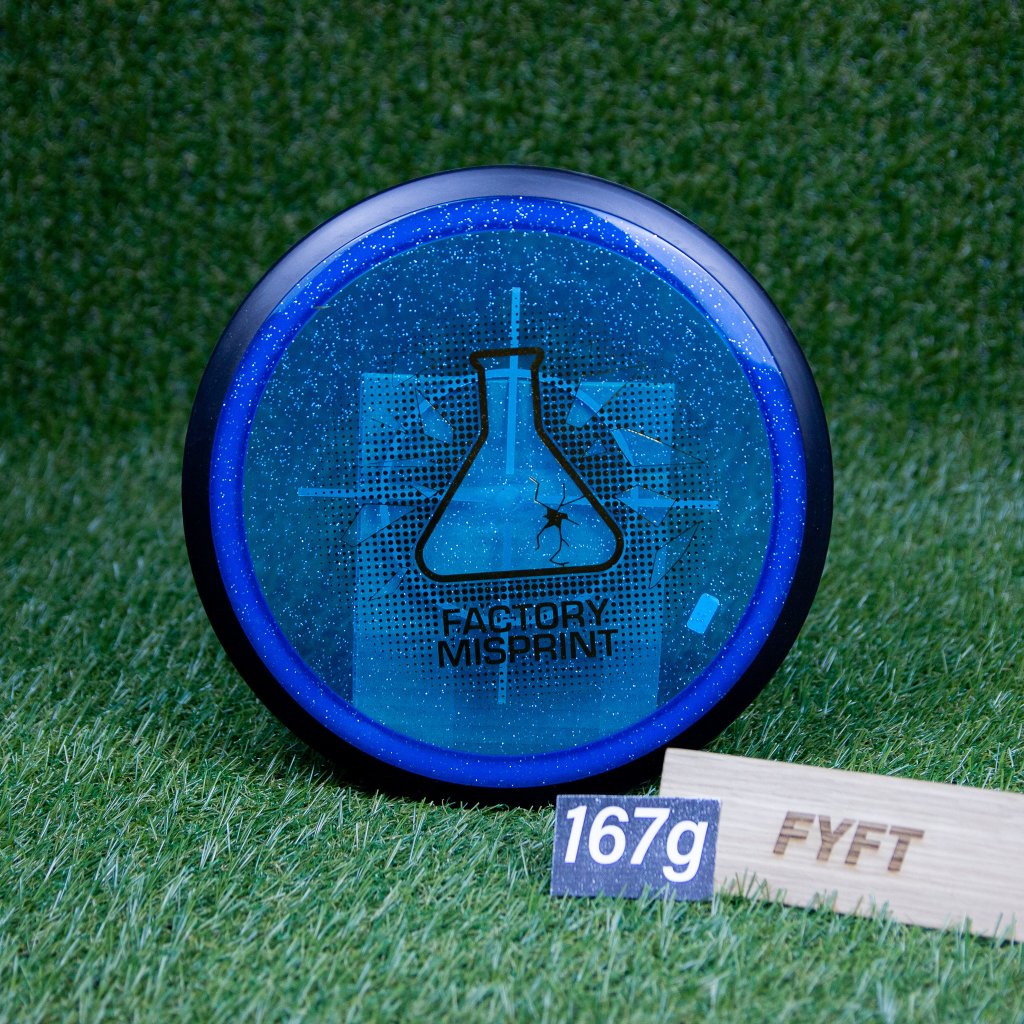 FACTORY
MISPRINT
167g
FYFT